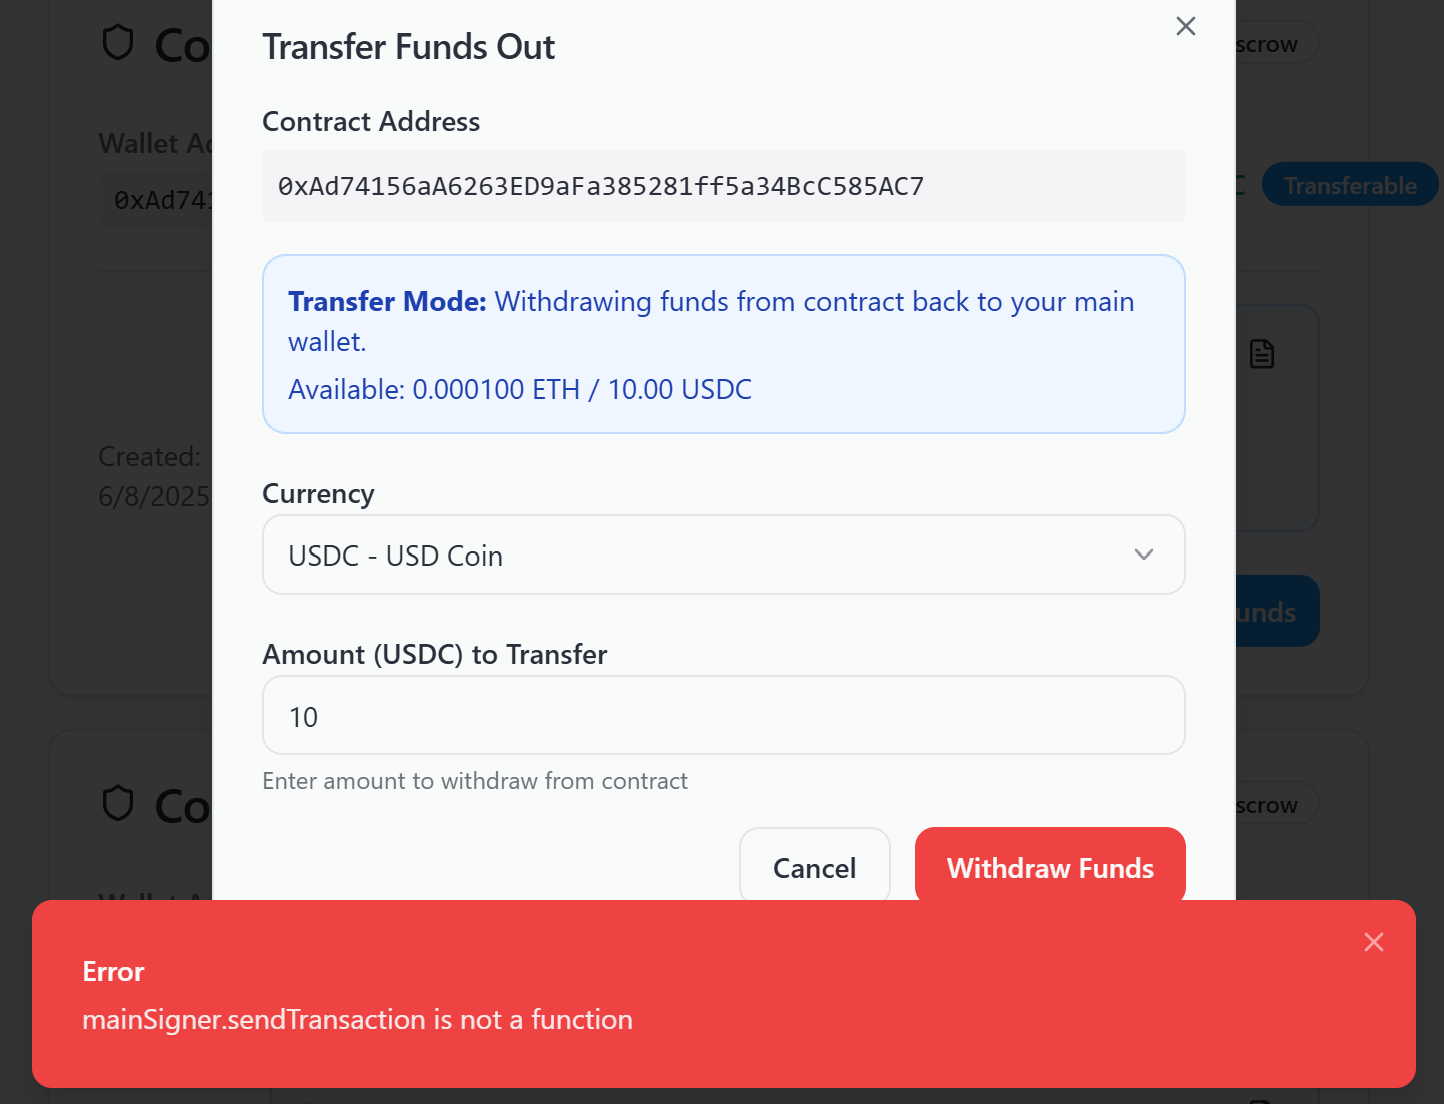 Transfer Funds Out
Co
scrow
Contract Address
Wallet Ad
0xAd74156aA6263ED9aFa385281ff5a34BcC585AC7
0xAd741
C
Transferable
Transfer Mode: Withdrawing funds from contract back to your main
wallet.
Available: 0.000100 ETH / 10.00 USDC
Created:
6/8/2025
Currency
USDC - USD Coin
unds
Amount (USDC) to Transfer
10
Enter amount to withdraw from contract
Co
scrow
Cancel
Withdraw Funds
Error
mainSigner.sendTransaction is not a function